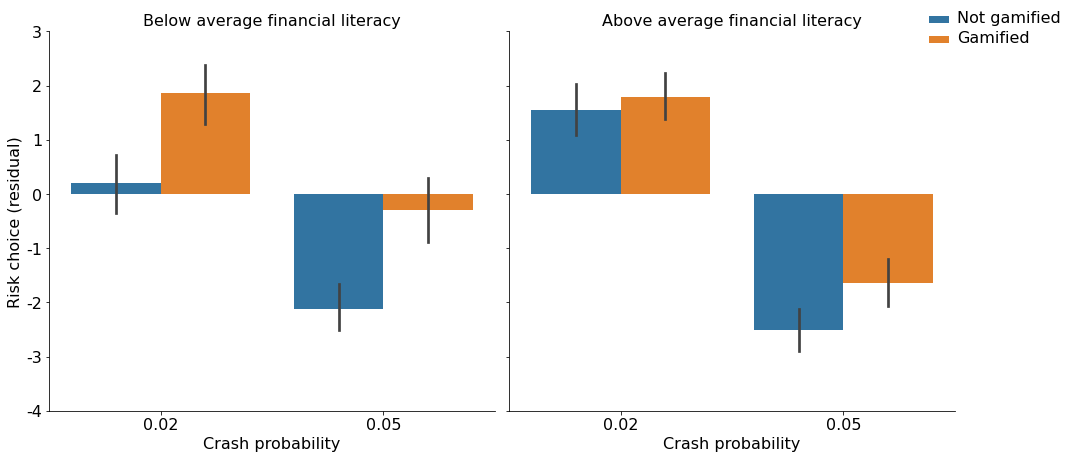 Below average financial literacy
Above average financial literacy
Not gamified
Gamified
Risk choice (residual)
3
2
1
0
-1
-2
-3
-4
0.02
0.05
0.02
0.05
Crash probability
Crash probability